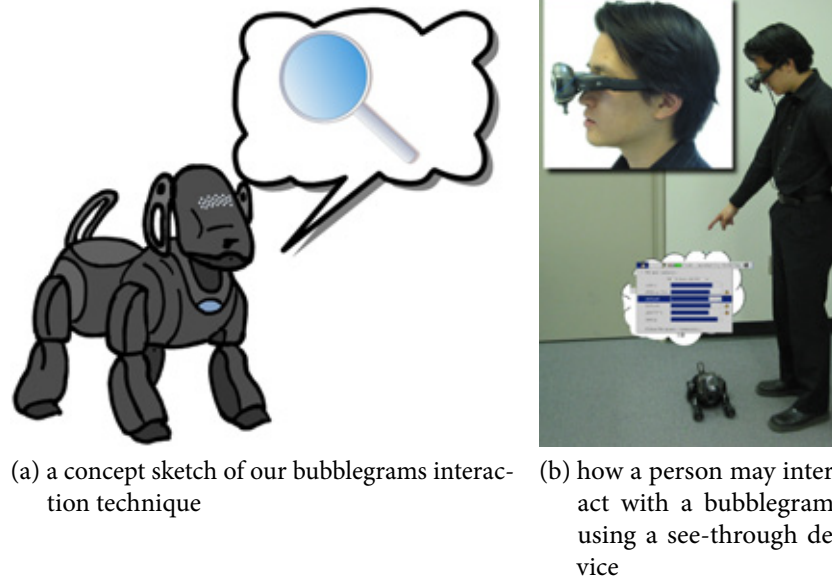 (a) a concept sketch of our bubblegrams interac-
tion technique
(b) how a person may inter
act with a bubblegram
using a see-through de
vice